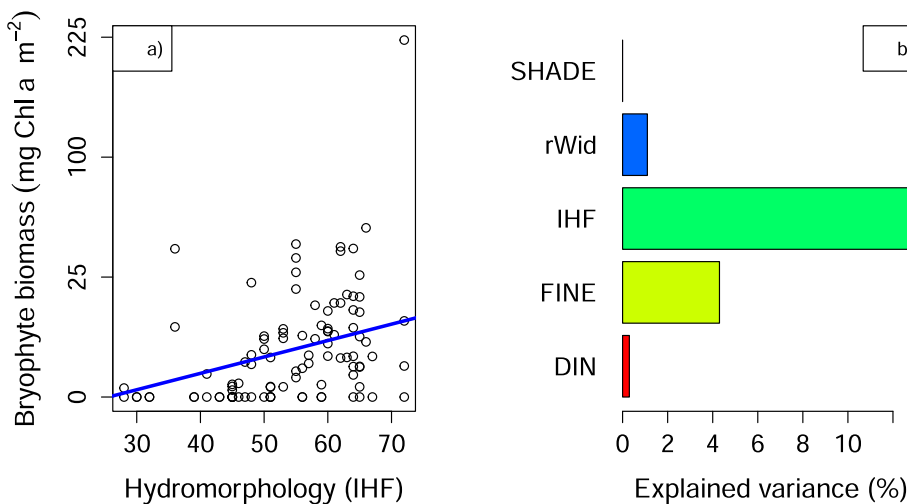 a)
225
100
25
0
Bryophyte biomass (mg Chl a m⁻²)
30 40 50 60 70
Hydromorphology (IHF)
b
SHADE
rWid
IHF
FINE
DIN
0 2 4 6 8 10
Explained variance (%)